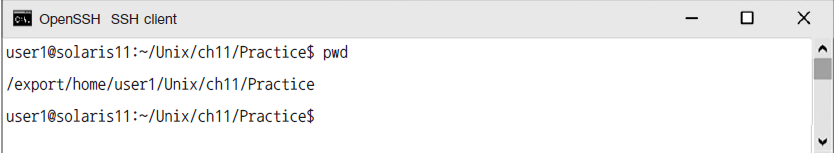 OpenSSH SSH client
user1@solaris11:~/Unix/ch11/Practice$ pwd
/export/home/user1/Unix/ch11/Practice
user1@solaris11:~/Unix/ch11/Practice$